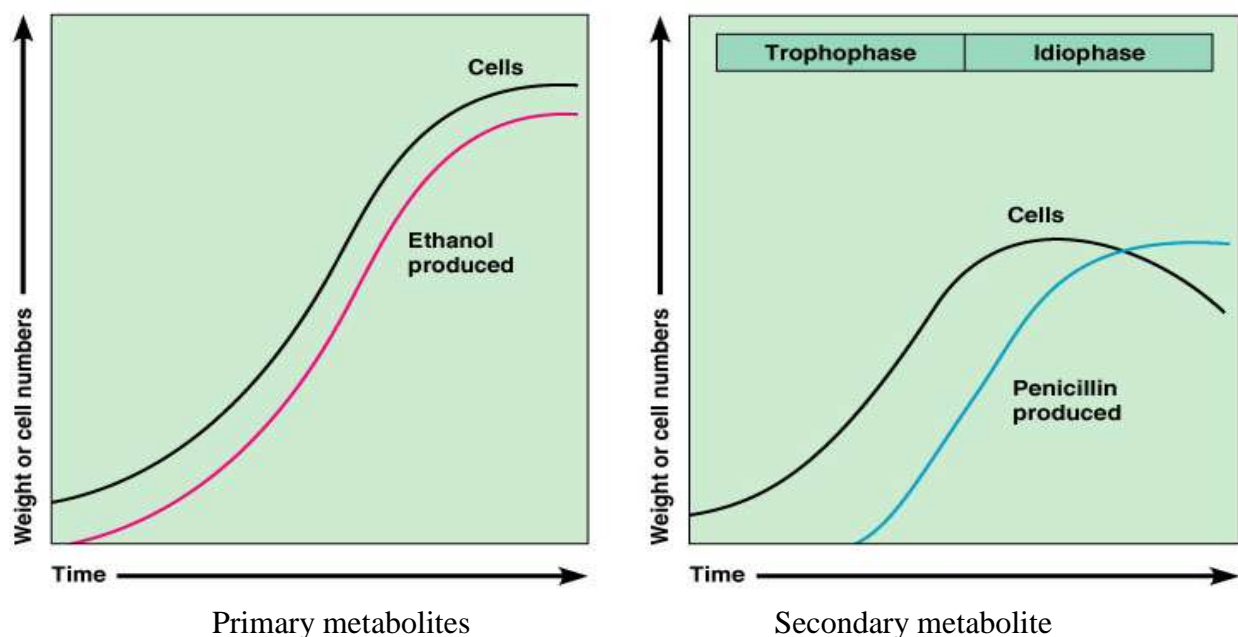 Weight or cell numbers
Cells
Ethanol
produced
Time
Primary metabolites
Weight or cell numbers
Trophophase
Idiophase
Cells
Penicillin
produced
Time
Secondary metabolite